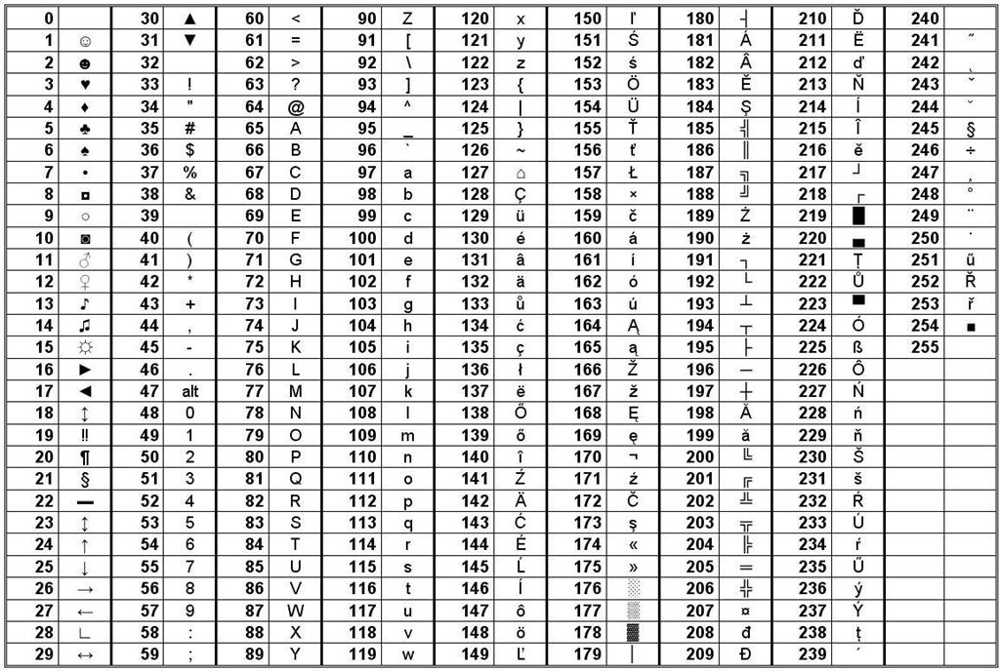 0 30 ▲ 60 < 90 Z 120 x 150 ľ 180 ┤ 210 Ď 240
1 ☺ 31 ▼ 61 = 91 [ 121 y 151 Ś 181 Á 211 Ë 241 ˝
2 ☻ 32 62 > 92 \ 122 z 152 ś 182 Â 212 ď 242 ˛
3 ♥ 33 ! 63 ? 93 ] 123 { 153 Ö 183 Ě 213 Ň 243 ˇ
4 ♦ 34 " 64 @ 94 ^ 124 | 154 Ü 184 Ş 214 Í 244 ˘
5 ♣ 35 # 65 A 95 _ 125 } 155 Ť 185 ╣ 215 Î 245 §
6 ♠ 36 $ 66 B 96 ` 126 ~ 156 ť 186 ║ 216 ě 246 ÷
7 • 37 % 67 C 97 a 127 ⌂ 157 Ł 187 ╗ 217 ┘ 247 ¸
8 ◘ 38 & 68 D 98 b 128 Ç 158 × 188 ╝ 218 ┌ 248 °
9 ○ 39 69 E 99 c 129 ü 159 č 189 Ż 219 █ 249 ¨
10 ◙ 40 ( 70 F 100 d 130 é 160 á 190 ż 220 ▄ 250 ˙
11 ♂ 41 ) 71 G 101 e 131 â 161 í 191 ┐ 221 Ţ 251 ű
12 ♀ 42 * 72 H 102 f 132 ä 162 ó 192 └ 222 Ů 252 Ř
13 ♪ 43 + 73 I 103 g 133 ů 163 ú 193 ┴ 223 ▀ 253 ř
14 ♫ 44 , 74 J 104 h 134 ć 164 Ą 194 ┬ 224 Ó 254 ■
15 ☼ 45 - 75 K 105 i 135 ç 165 ą 195 ├ 225 ß 255
16 ► 46 . 76 L 106 j 136 ł 166 Ž 196 ─ 226 Ô
17 ◄ 47 alt 77 M 107 k 137 ë 167 ž 197 ┼ 227 Ń
18 ↕ 48 0 78 N 108 l 138 Ő 168 Ę 198 Ă 228 ń
19 ‼ 49 1 79 O 109 m 139 ő 169 ę 199 ă 229 ň
20 ¶ 50 2 80 P 110 n 140 î 170 ¬ 200 ╚ 230 Š
21 § 51 3 81 Q 111 o 141 Ź 171 ź 201 ╔ 231 š
22 ▬ 52 4 82 R 112 p 142 Ä 172 Č 202 ╩ 232 Ŕ
23 ↨ 53 5 83 S 113 q 143 Ć 173 ş 203 ╦ 233 Ú
24 ↑ 54 6 84 T 114 r 144 É 174 « 204 ╠ 234 ŕ
25 ↓ 55 7 85 U 115 s 145 Ĺ 175 » 205 ═ 235 Ű
26 → 56 8 86 V 116 t 146 Í 176 ░ 206 ╬ 236 ý
27 ← 57 9 87 W 117 u 147 ô 177 ▒ 207 ¤ 237 Ý
28 ∟ 58 : 88 X 118 v 148 ö 178 ▓ 208 đ 238 ţ
29 ↔ 59 ; 89 Y 119 w 149 Ľ 179 │ 209 Đ 239 ´